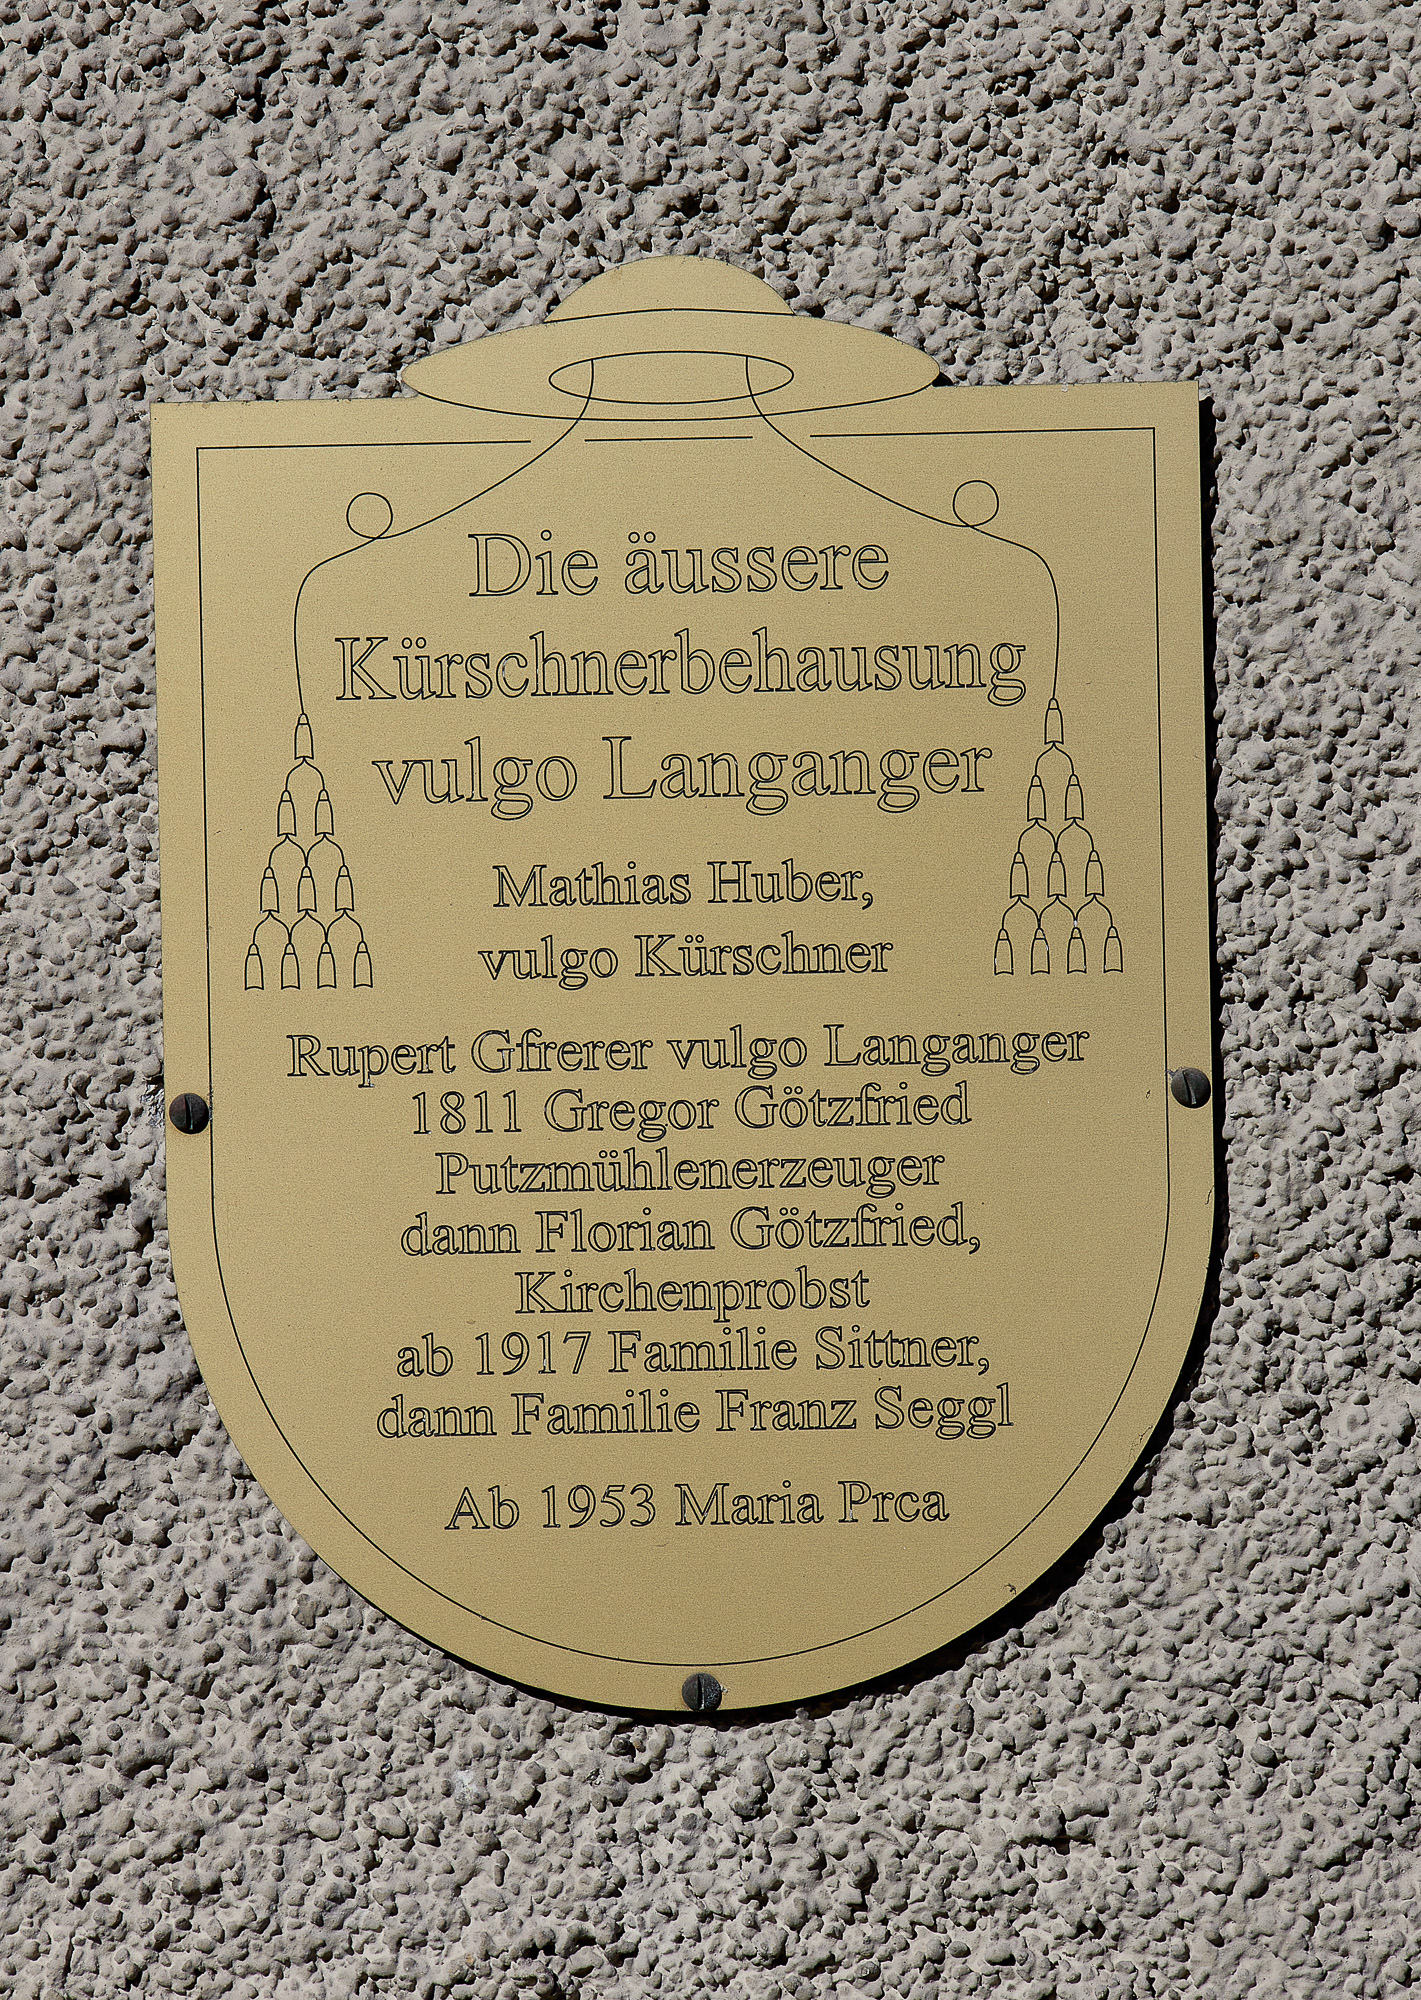 Die äussere
Kürschnerbehausung
vulgo Langanger
Mathias Huber,
vulgo Kürschner
Rupert Gfrerer vulgo Langanger
1811 Gregor Götzfried
Putzmühlenerzeuger
dann Florian Götzfried,
Kirchenprobst
ab 1917 Familie Sittner,
dann Familie Franz Seggl
Ab 1953 Maria Prca